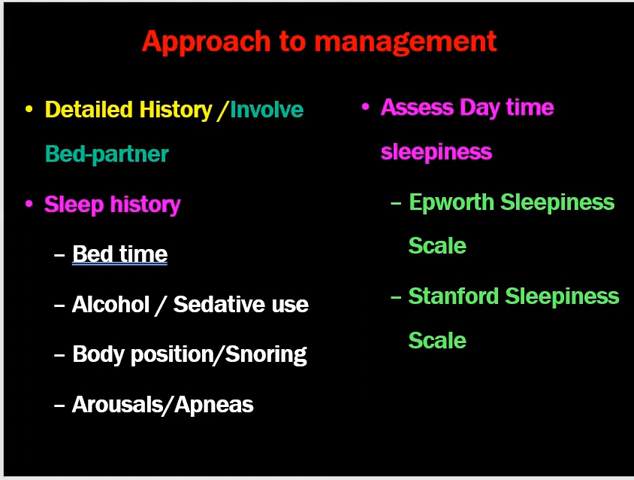 Approach to management
• Detailed History /Involve
Bed-partner
• Sleep history
– Bed time
– Alcohol / Sedative use
– Body position/Snoring
– Arousals/Apneas
• Assess Day time
sleepiness
– Epworth Sleepiness
Scale
– Stanford Sleepiness
Scale